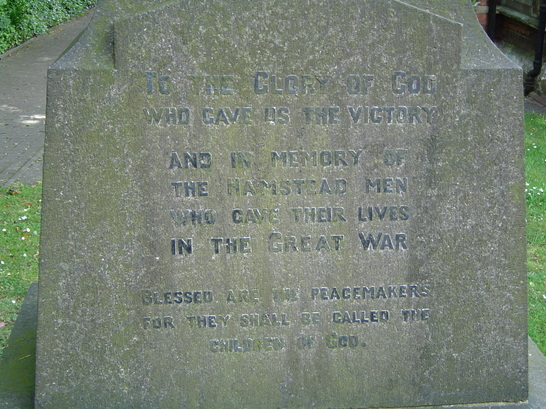 To the Glory of God
who gave us the victory
and in Memory of
the Hamstead men
who gave their lives
in the Great War
Blessed are the peacemakers
for they shall be called the
children of God.